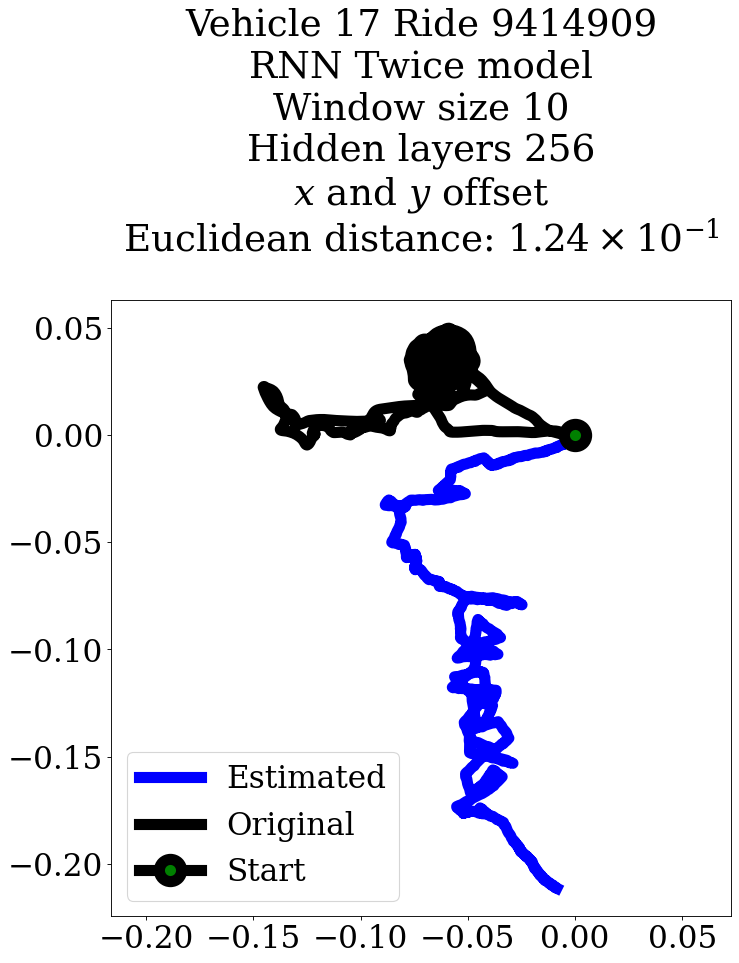 Vehicle 17 Ride 9414909
RNN Twice model
Window size 10
Hidden layers 256
x and y offset
Euclidean distance: 1.24 × 10⁻¹
0.05
0.00
−0.05
−0.10
−0.15
−0.20
Estimated
Original
Start
−0.20 −0.15 −0.10 −0.05 0.00 0.05